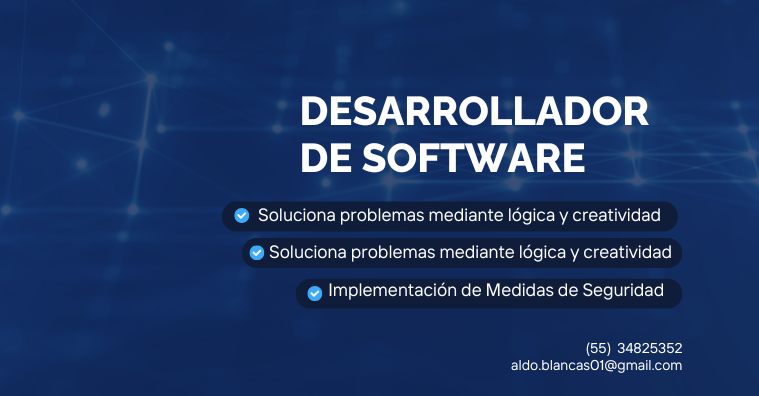 DESARROLLADOR
DE SOFTWARE
Soluciona problemas mediante lógica y creatividad
Soluciona problemas mediante lógica y creatividad
Implementación de Medidas de Seguridad
(55) 34825352
aldo.blancas01@gmail.com